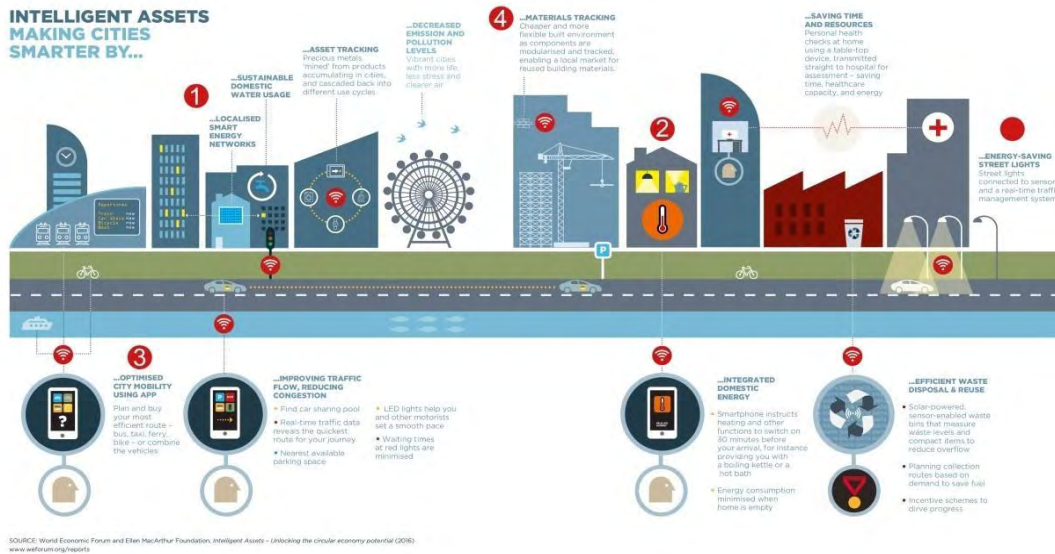 INTELLIGENT ASSETS
MAKING CITIES
SMARTER BY...
1
...LOCALISED
SMART
ENERGY
NETWORKS
...SUSTAINABLE
DOMESTIC
WATER USAGE
...ASSET TRACKING
Precious metals
'mined' from products
accumulating in cities,
and cascaded back into
different use cycles
...DECREASED
EMISSION AND
POLLUTION
LEVELS
Vibrant cities
with more life,
less stress and
clearer air
4
...MATERIALS TRACKING
Cheaper and more
flexible built environment
as components are
modularised and tracked,
enabling a local market for
reused building materials.
2
...SAVING TIME
AND RESOURCES
Personal health
checks at home
using a table-top
device, transmitted
straight to hospital for
assessment – saving
time, healthcare
capacity, and energy
...ENERGY-SAVING
STREET LIGHTS
Street lights
connected to sensor
and a real-time traffi
management system
P
3
...OPTIMISED
CITY MOBILITY
USING APP
Plan and buy
your most
efficient route –
bus, taxi, ferry,
bike – or combine
the vehicles
?
...IMPROVING TRAFFIC
FLOW, REDUCING
CONGESTION
• Find car sharing pool
• Real-time traffic data
reveals the quickest
route for your journey
• Nearest available
parking space
• LED lights help you
and other motorists
set a smooth pace
• Waiting times
at red lights are
minimised
P
...INTEGRATED
DOMESTIC
ENERGY
• Smartphone instructs
heating and other
functions to switch on
30 minutes before
your arrival, for instance
providing you with
a boiling kettle or a
hot bath
• Energy consumption
minimised when
home is empty
...EFFICIENT WASTE
DISPOSAL & REUSE
• Solar-powered,
sensor-enabled waste
bins that measure
waste levels and
compact items to
reduce overflow
• Planning collection
routes based on
demand to save fuel
• Incentive schemes to
dirve progress
SOURCE: World Economic Forum and Ellen MacArthur Foundation, Intelligent Assets – Unlocking the circular economy potential (2016)
www.weforum.org/reports